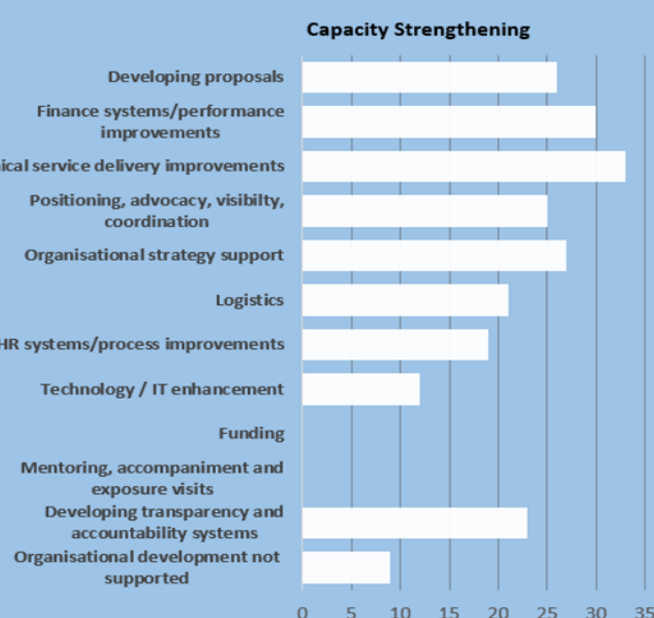 Capacity Strengthening
Developing proposals
Finance systems/performance
improvements
service delivery improvements
Positioning, advocacy, visibilty,
coordination
Organisational strategy support
Logistics
HR systems/process improvements
Technology / IT enhancement
Funding
Mentoring, accompaniment and
exposure visits
Developing transparency and
accountability systems
Organisational development not
supported
0 5 10 15 20 25 30 35